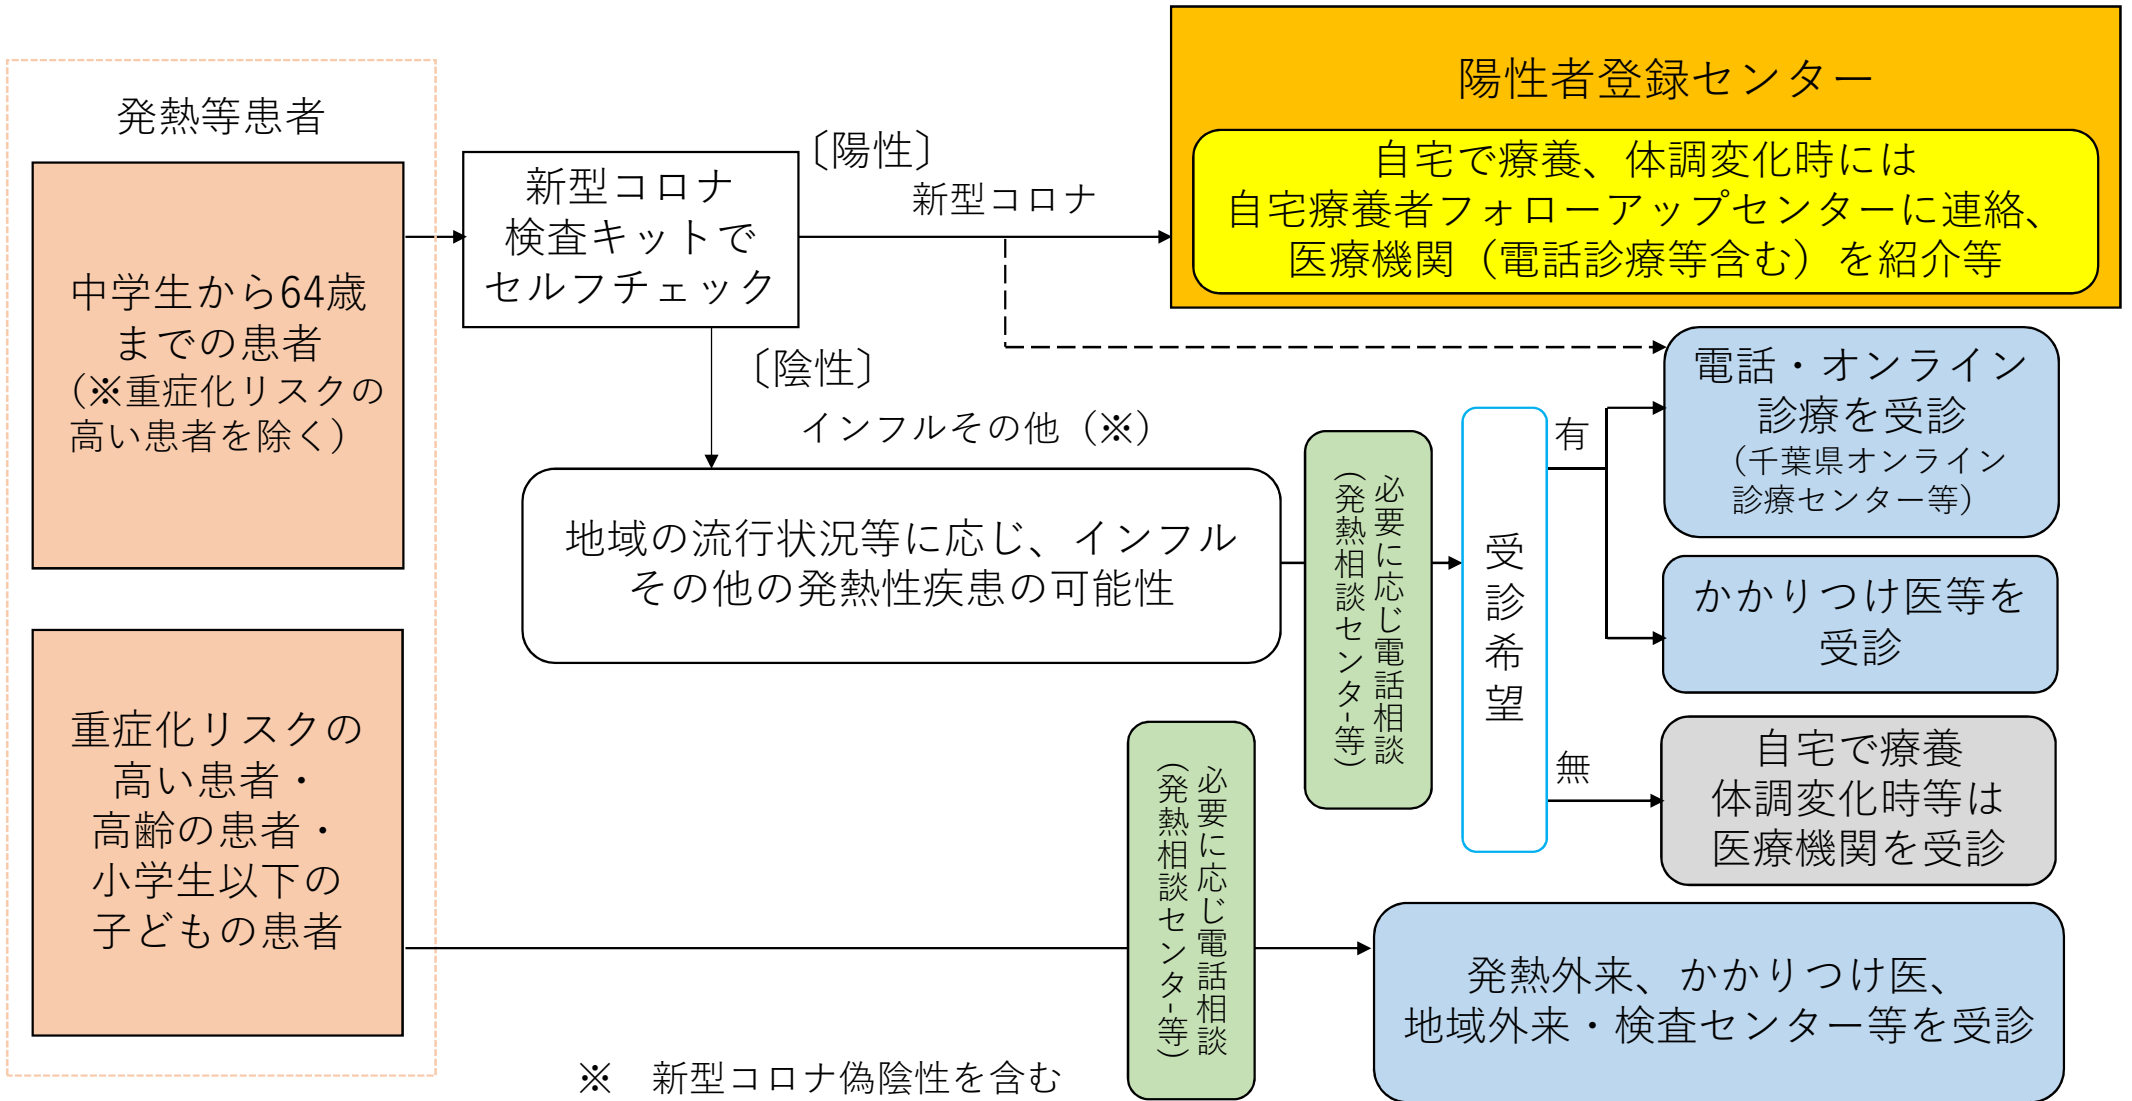 発熱等患者
中学生から64歳
までの患者
（※重症化リスクの
高い患者を除く）
重症化リスクの
高い患者・
高齢の患者・
小学生以下の
子どもの患者
新型コロナ
検査キットで
セルフチェック
〔陽性〕
新型コロナ
陽性者登録センター
自宅で療養、体調変化時には
自宅療養者フォローアップセンターに連絡、
医療機関（電話診療等含む）を紹介等
〔陰性〕
インフルその他（※）
地域の流行状況等に応じ、インフル
その他の発熱性疾患の可能性
必要に応じ電話相談
（発熱相談センター等）
受診希望
有
無
電話・オンライン
診療を受診
（千葉県オンライン
診療センター等）
かかりつけ医等を
受診
自宅で療養
体調変化時等は
医療機関を受診
必要に応じ電話相談
（発熱相談センター等）
発熱外来、かかりつけ医、
地域外来・検査センター等を受診
※　新型コロナ偽陰性を含む